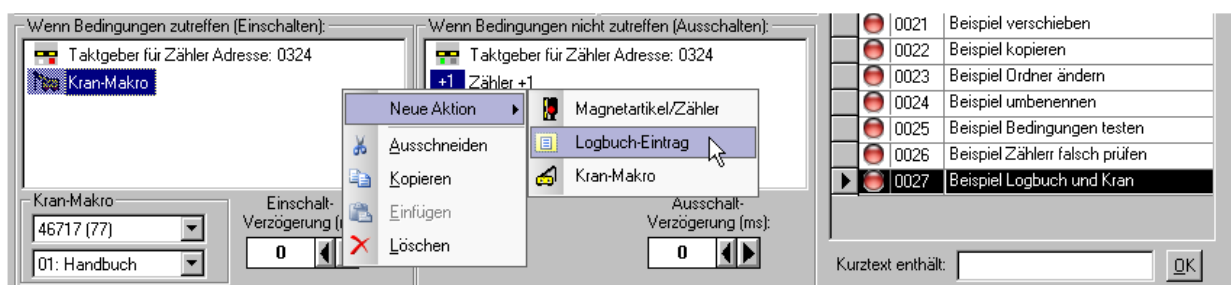 Wenn Bedingungen zutreffen (Einschalten):
Taktgeber für Zähler Adresse: 0324
Kran-Makro
Wenn Bedingungen nicht zutreffen (Ausschalten):
Taktgeber für Zähler Adresse: 0324
+1 Zähler +1
Neue Aktion
Ausschneiden
Kopieren
Einfügen
Löschen
Magnetartikel/Zähler
Logbuch-Eintrag
Kran-Makro
Kran-Makro
46717 (77)
01: Handbuch
Einschalt-
Verzögerung
0
Ausschalt-
Verzögerung (ms):
0
0021 Beispiel verschieben
0022 Beispiel kopieren
0023 Beispiel Ordner ändern
0024 Beispiel umbenennen
0025 Beispiel Bedingungen testen
0026 Beispiel Zählerr falsch prüfen
0027 Beispiel Logbuch und Kran
Kurztext enthält:
OK